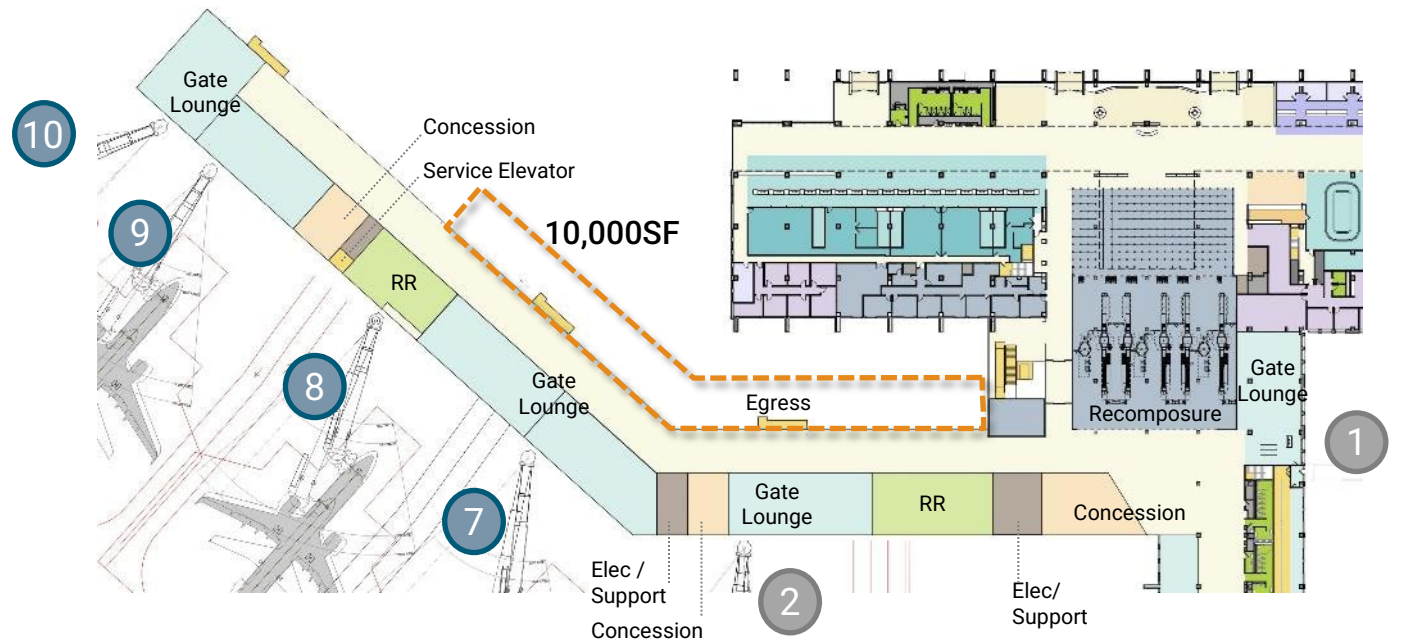 Gate
Lounge
10
Concession
Service Elevator
9
10,000SF
RR
8
Gate
Lounge
Egress
Recomposure
Gate
Lounge
1
7
Gate
Lounge
RR
Concession
Elec /
Support
Concession
2
Elec/
Support